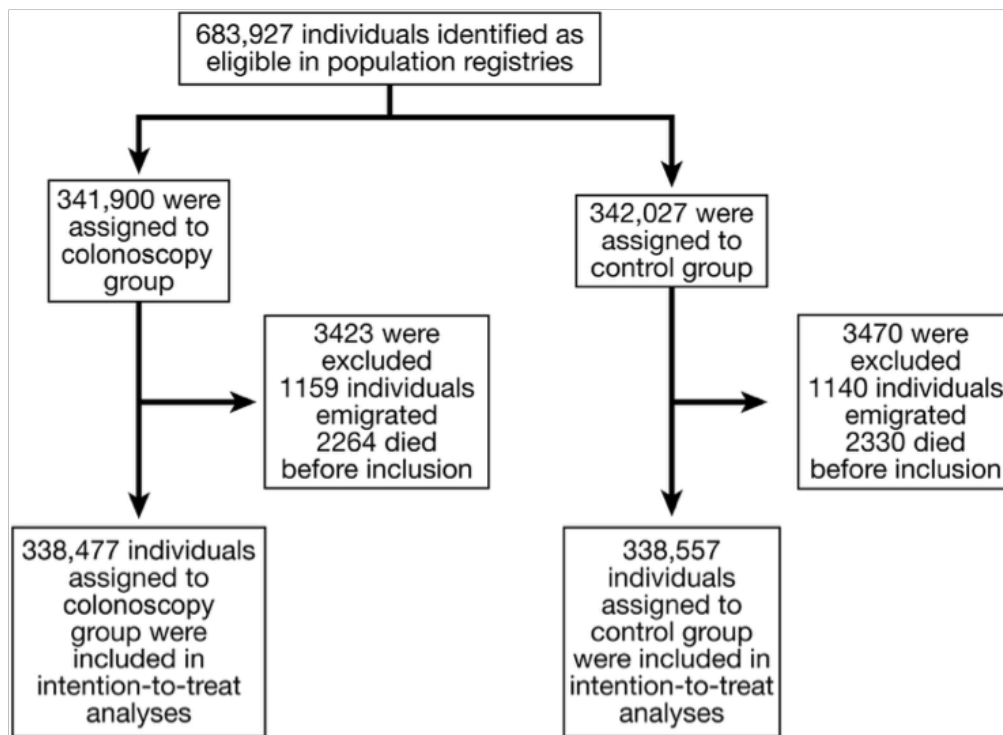 683,927 individuals identified as
eligible in population registries
341,900 were
assigned to
colonoscopy
group
342,027 were
assigned to
control group
3423 were
excluded
1159 individuals
emigrated
2264 died
before inclusion
3470 were
excluded
1140 individuals
emigrated
2330 died
before inclusion
338,477 individuals
assigned to
colonoscopy
group were
included in
intention-to-treat
analyses
338,557
individuals
assigned to
control group
were included in
intention-to-treat
analyses